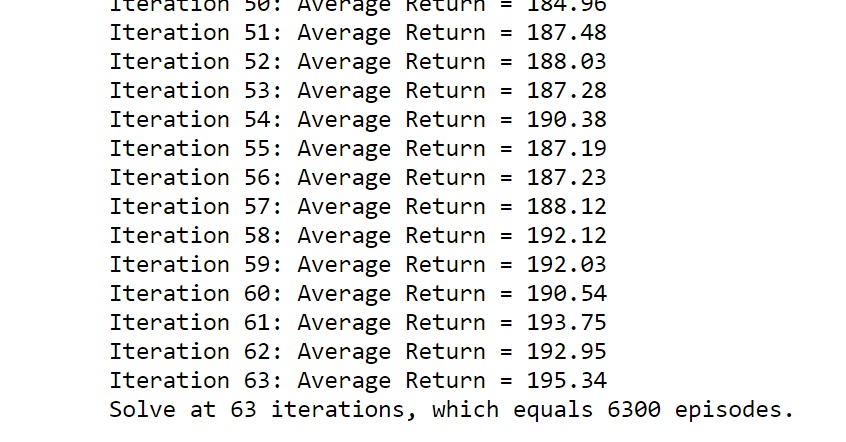 Iteration 50: Average Return = 184.96
Iteration 51: Average Return = 187.48
Iteration 52: Average Return = 188.03
Iteration 53: Average Return = 187.28
Iteration 54: Average Return = 190.38
Iteration 55: Average Return = 187.19
Iteration 56: Average Return = 187.23
Iteration 57: Average Return = 188.12
Iteration 58: Average Return = 192.12
Iteration 59: Average Return = 192.03
Iteration 60: Average Return = 190.54
Iteration 61: Average Return = 193.75
Iteration 62: Average Return = 192.95
Iteration 63: Average Return = 195.34
Solve at 63 iterations, which equals 6300 episodes.